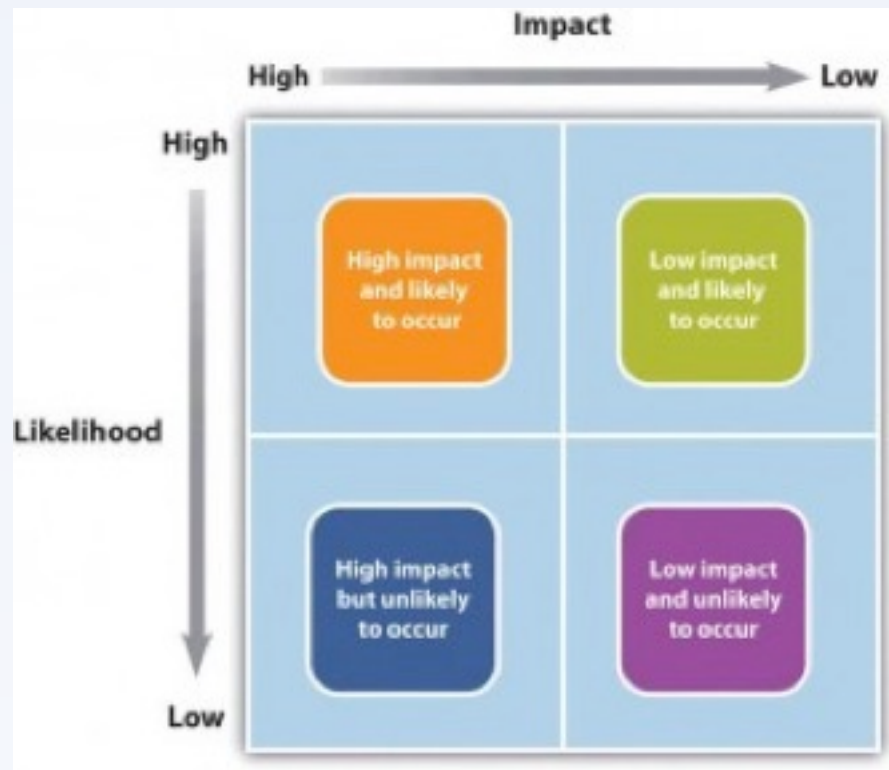 Impact
High
Low
High
High impact
and likely
to occur
Low impact
and likely
to occur
Likelihood
High impact
but unlikely
to occur
Low impact
and unlikely
to occur
Low